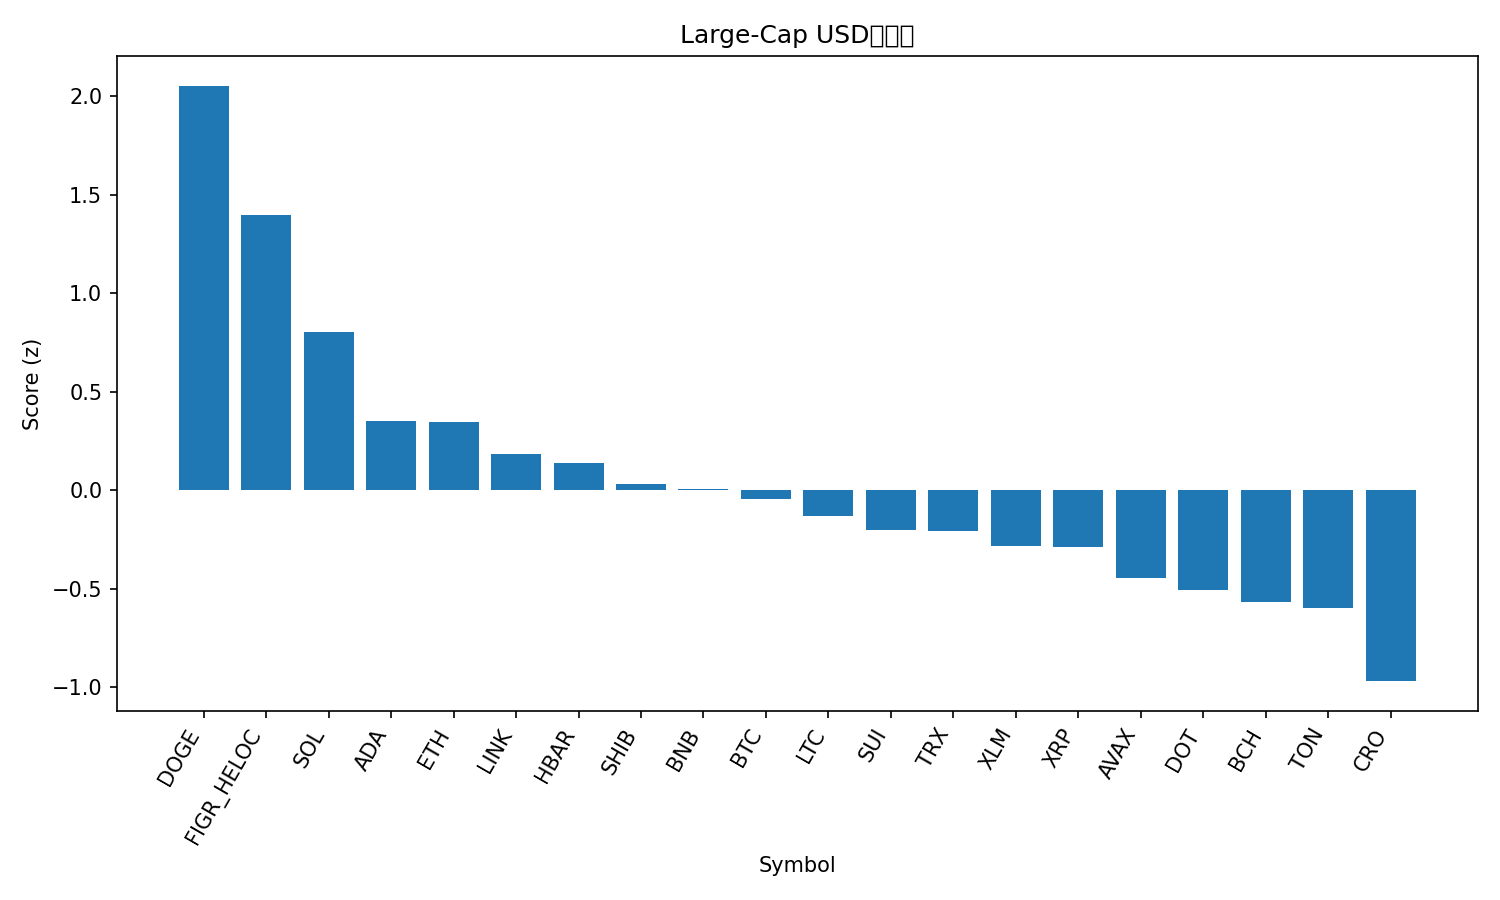 Large-Cap USD
Score (z)
2.0
1.5
1.0
0.5
0.0
−0.5
−1.0
DOGE
FIGR_HELOC
SOL
ADA
ETH
LINK
HBAR
SHIB
BNB
BTC
LTC
SUI
TRX
XLM
XRP
AVAX
DOT
BCH
TON
CRO
Symbol